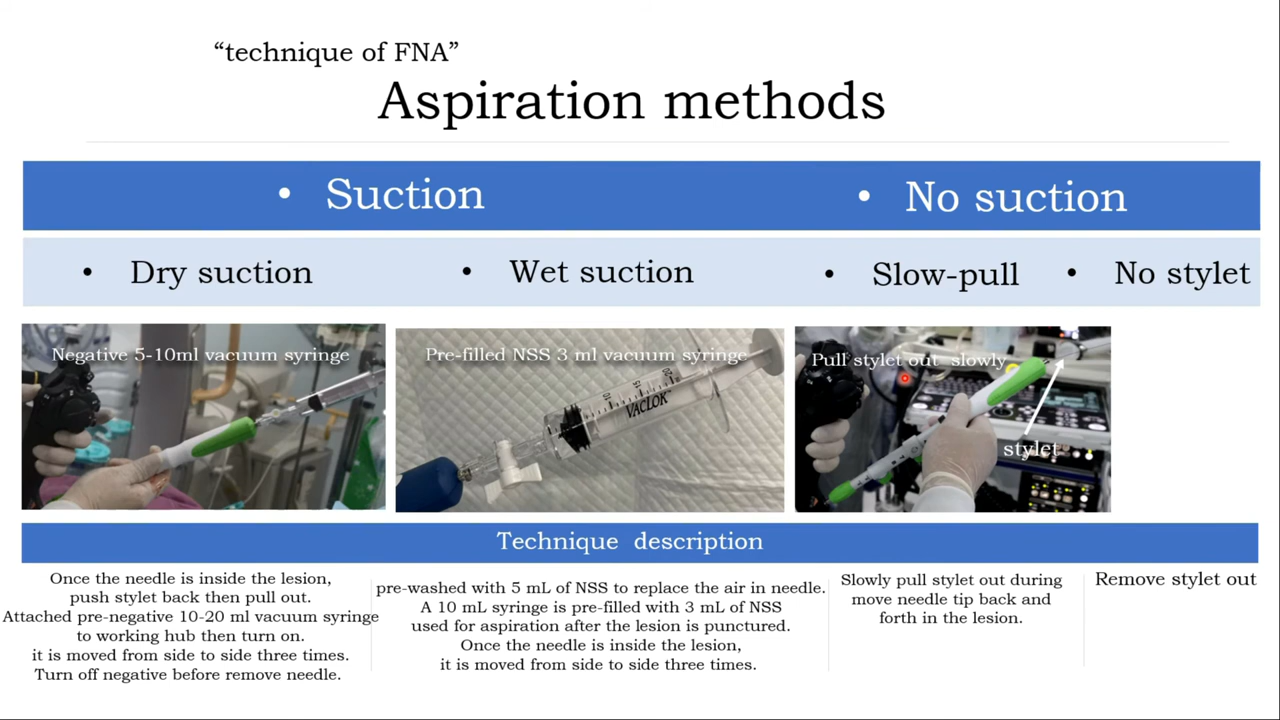 “technique of FNA”
Aspiration methods
• Suction
• No suction
• Dry suction
• Wet suction
• Slow-pull
• No stylet
Negative 5-10ml vacuum syringe
Pre-filled NSS 3 ml vacuum syringe
VACLOK
Pull stylet out slowly
stylet
Technique description
Once the needle is inside the lesion,
push stylet back then pull out.
Attached pre-negative 10-20 ml vacuum syringe
to working hub then turn on.
it is moved from side to side three times.
Turn off negative before remove needle.
pre-washed with 5 mL of NSS to replace the air in needle.
A 10 mL syringe is pre-filled with 3 mL of NSS
used for aspiration after the lesion is punctured.
Once the needle is inside the lesion,
it is moved from side to side three times.
Slowly pull stylet out during
move needle tip back and
forth in the lesion.
Remove stylet out